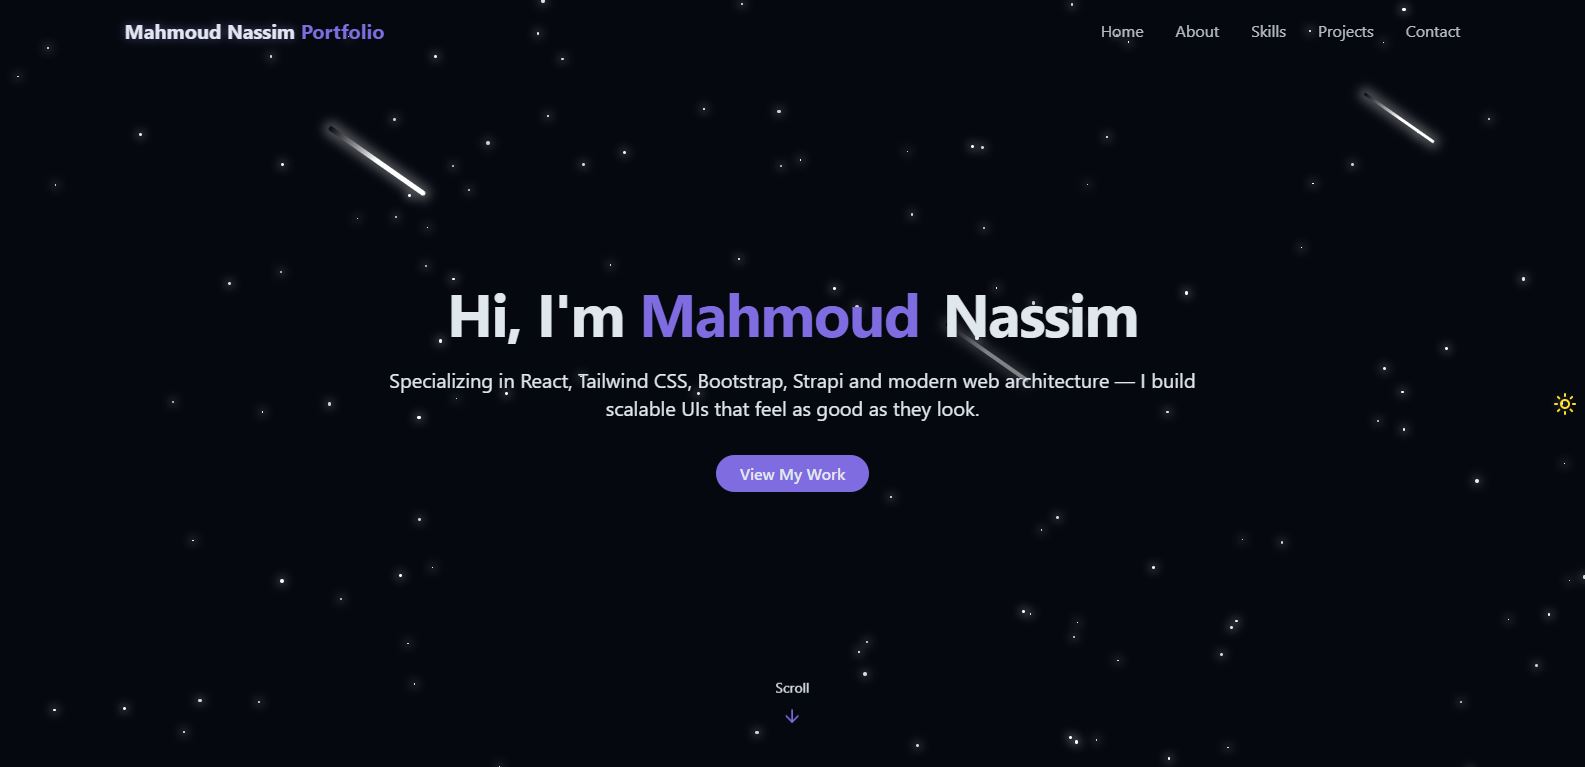 Mahmoud Nassim Portfolio
Home About Skills Projects Contact
Hi, I'm Mahmoud Nassim
Specializing in React, Tailwind CSS, Bootstrap, Strapi and modern web architecture — I build
scalable UIs that feel as good as they look.
View My Work
Scroll